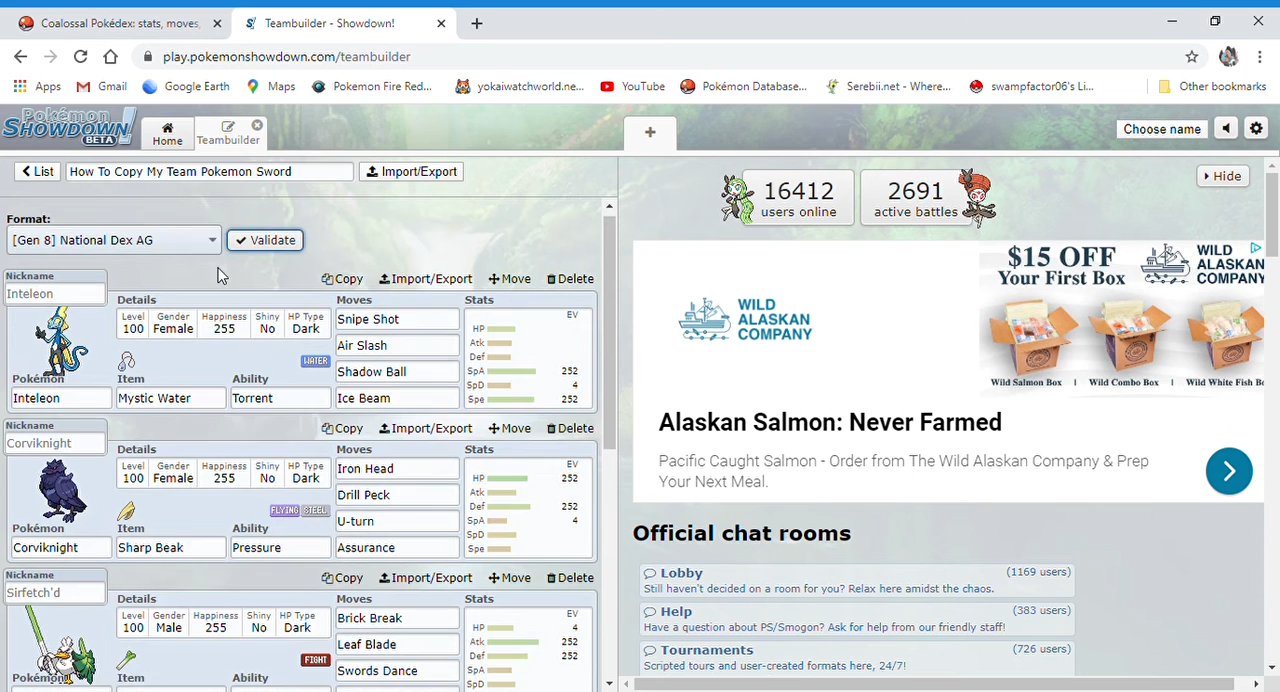 Coalossal Pokédex: stats, moves,
Teambuilder - Showdown!
play.pokemonshowdown.com/teambuilder
Apps Gmail Google Earth Maps Pokemon Fire Red... yokaiwatchworld.ne... YouTube Pokémon Database... Serebii.net - Where... swampfactor06's Li... Other bookmarks
Pokémon
SHOWDOWN!
BETA
Home
Teambuilder
Choose name
List
How To Copy My Team Pokemon Sword
Import/Export
Format:
[Gen 8] National Dex AG
Validate
Copy Import/Export Move Delete
Nickname
Inteleon
Details
Level Gender Happiness Shiny HP Type
100 Female 255 No Dark
WATER
Pokémon Item Ability
Inteleon Mystic Water Torrent
Moves
Snipe Shot
Air Slash
Shadow Ball
Ice Beam
Stats
EV
HP
Atk
Def
SpA 252
SpD 4
Spe 252
Copy Import/Export Move Delete
Nickname
Corviknight
Details
Level Gender Happiness Shiny HP Type
100 Female 255 No Dark
FLYING STEEL
Pokémon Item Ability
Corviknight Sharp Beak Pressure
Moves
Iron Head
Drill Peck
U-turn
Assurance
Stats
EV
HP 252
Atk
Def 252
SpA 4
SpD
Spe
Copy Import/Export Move Delete
Nickname
Sirfetch'd
Details
Level Gender Happiness Shiny HP Type
100 Male 255 No Dark
FIGHT
Pokémon Item Ability
Moves
Brick Break
Leaf Blade
Swords Dance
Stats
EV
HP 4
Atk 252
Def 252
SpA
SpD
16412
users online
2691
active battles
Hide
WILD
ALASKAN
COMPANY
$15 OFF
Your First Box
WILD
ALASKAN
COMPANY
Wild Salmon Box | Wild Combo Box | Wild White Fish Bo
Alaskan Salmon: Never Farmed
Pacific Caught Salmon - Order from The Wild Alaskan Company & Prep
Your Next Meal.
Official chat rooms
Lobby (1169 users)
Still haven't decided on a room for you? Relax here amidst the chaos.
Help (383 users)
Have a question about PS/Smogon? Ask for help from our friendly staff!
Tournaments (726 users)
Scripted tours and user-created formats here, 24/7!